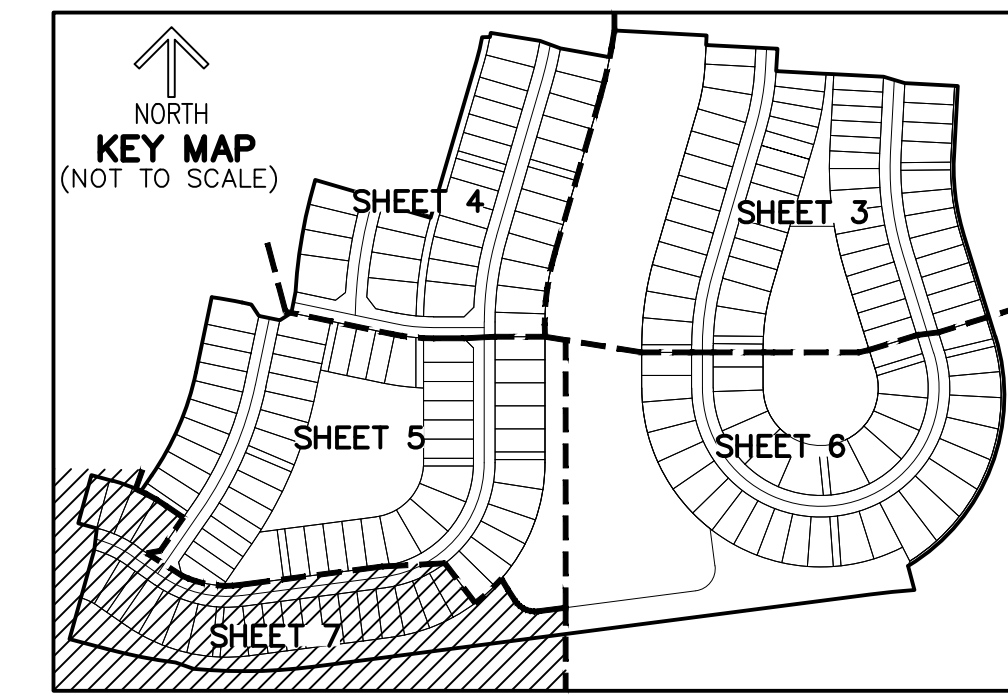 NORTH
KEY MAP
(NOT TO SCALE)
SHEET 4
SHEET 3
SHEET 5
SHEET 6
SHEET 7